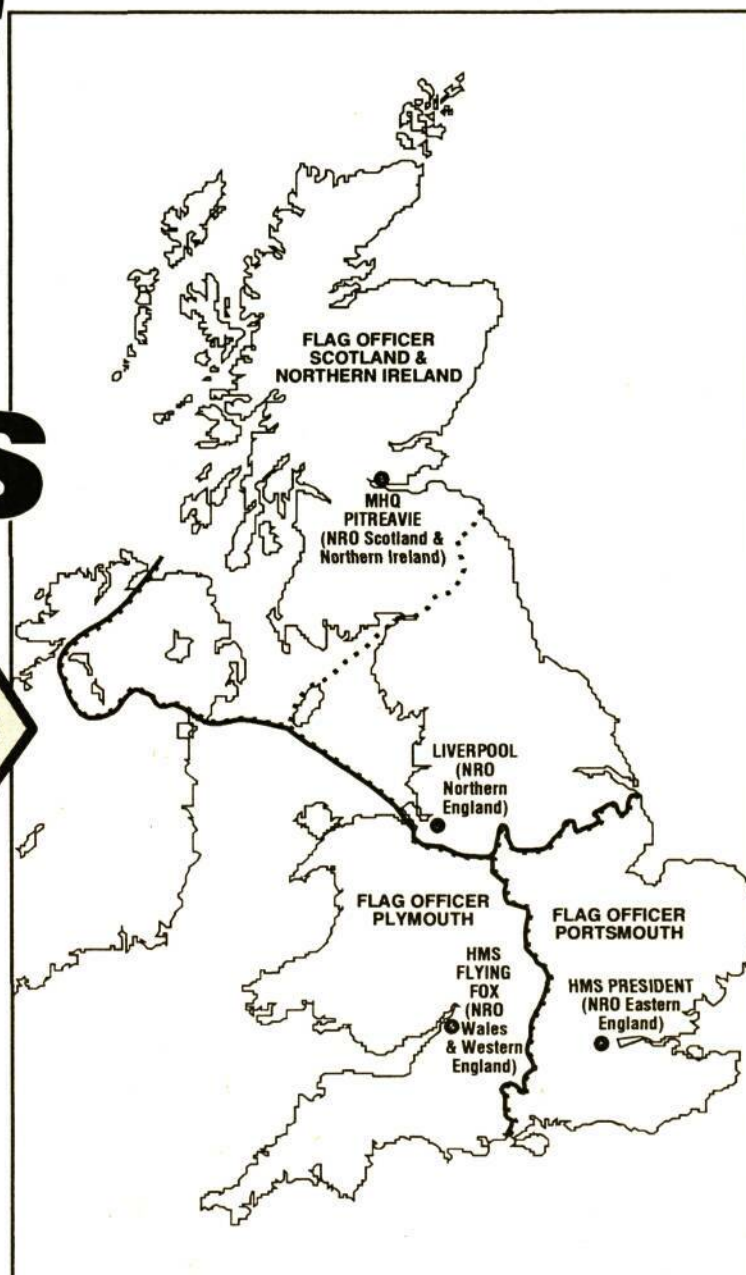 S
FLAG OFFICER
SCOTLAND &
NORTHERN IRELAND
MHQ
PITREAVIE
(NRO Scotland &
Northern Ireland)
LIVERPOOL
(NRO
Northern
England)
FLAG OFFICER
PLYMOUTH
HMS
FLYING
FOX
(NRO
Wales
& Western
England)
FLAG OFFICER
PORTSMOUTH
HMS PRESIDENT
(NRO Eastern
England)